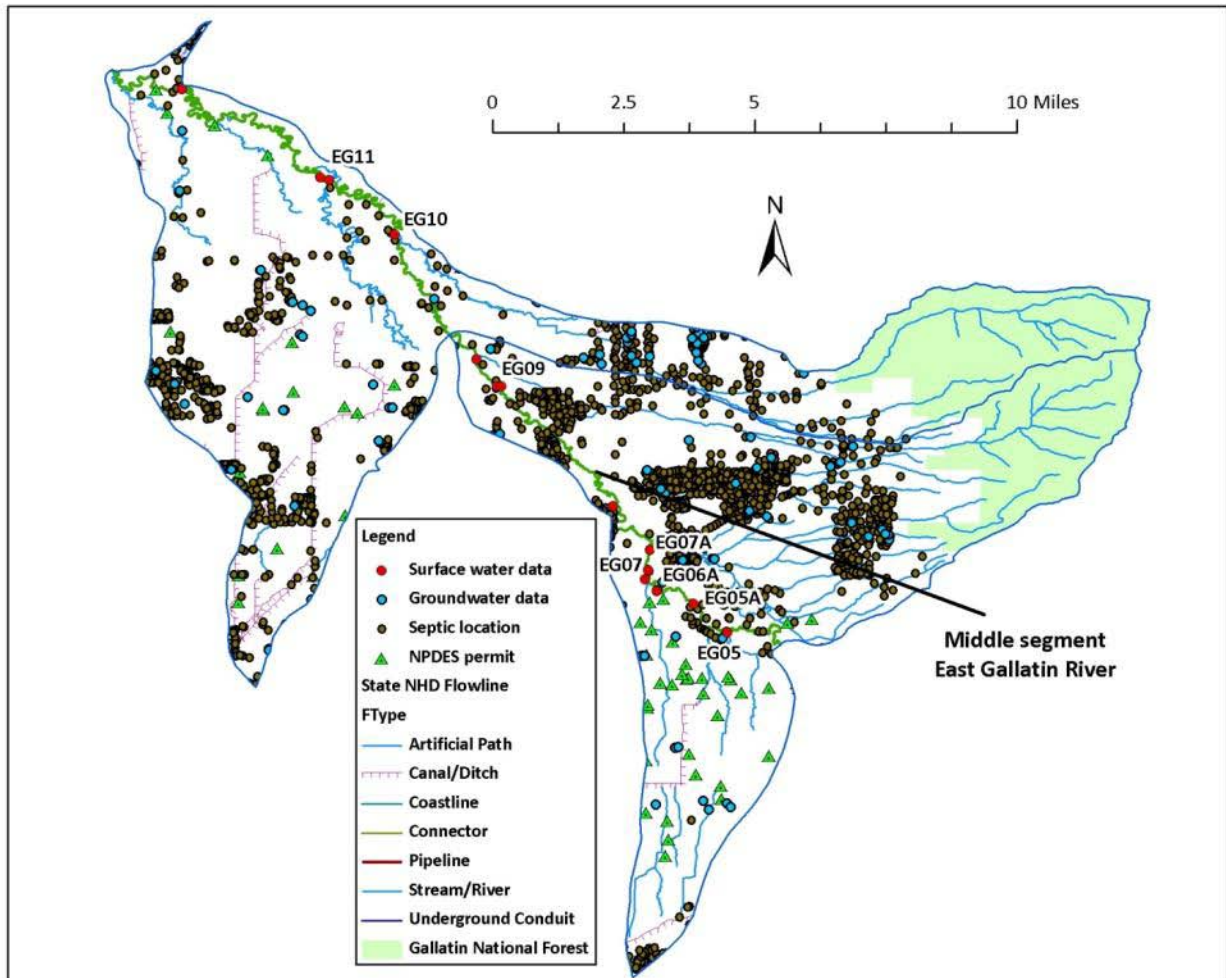 0 2.5 5 10 Miles
N
EG11
EG10
EG09
EG07A
EG07
EG06A
EG05A
EG05
Middle segment
East Gallatin River
Legend
Surface water data
Groundwater data
Septic location
NPDES permit
State NHD Flowline
FType
Artificial Path
Canal/Ditch
Coastline
Connector
Pipeline
Stream/River
Underground Conduit
Gallatin National Forest